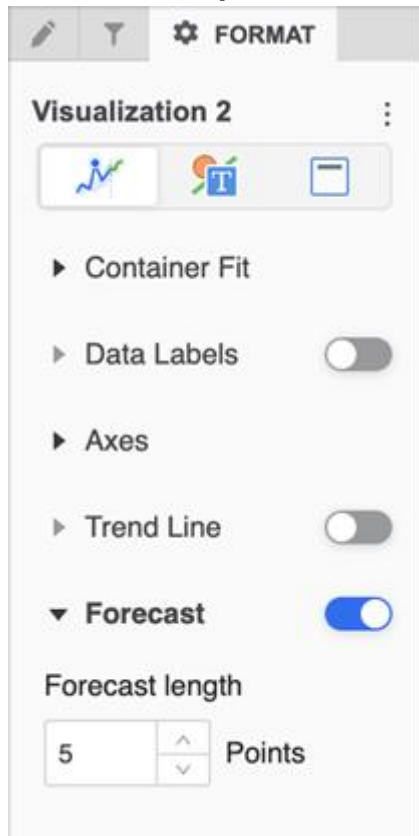 FORMAT
Visualization 2
T
Container Fit
Data Labels
Axes
Trend Line
Forecast
Forecast length
5 Points